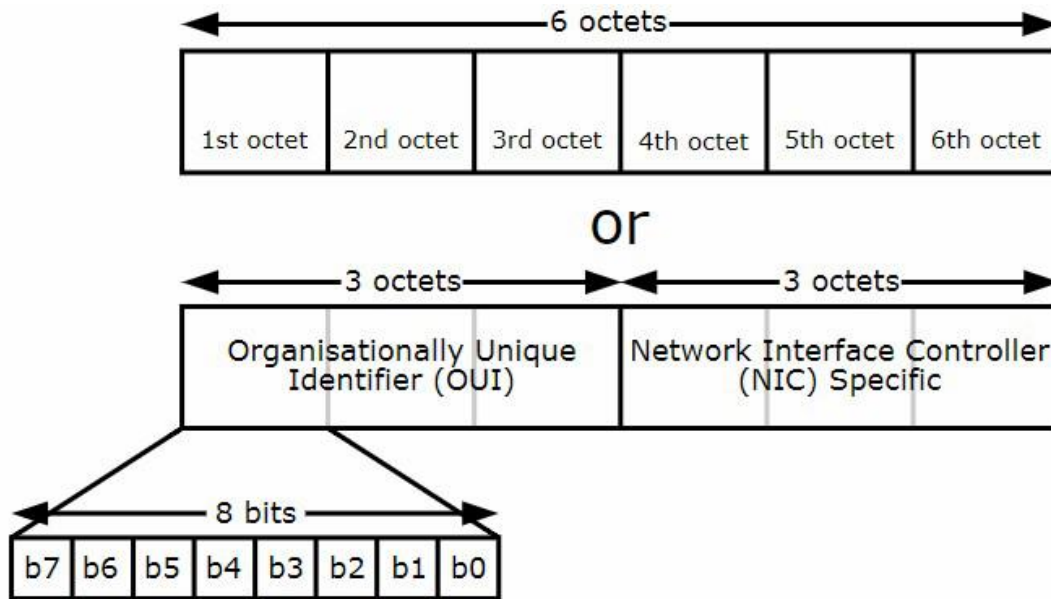 6 octets
1st octet 2nd octet 3rd octet 4th octet 5th octet 6th octet
or
3 octets 3 octets
Organisationally Unique Identifier (OUI)
Network Interface Controller (NIC) Specific
8 bits
b7 b6 b5 b4 b3 b2 b1 b0